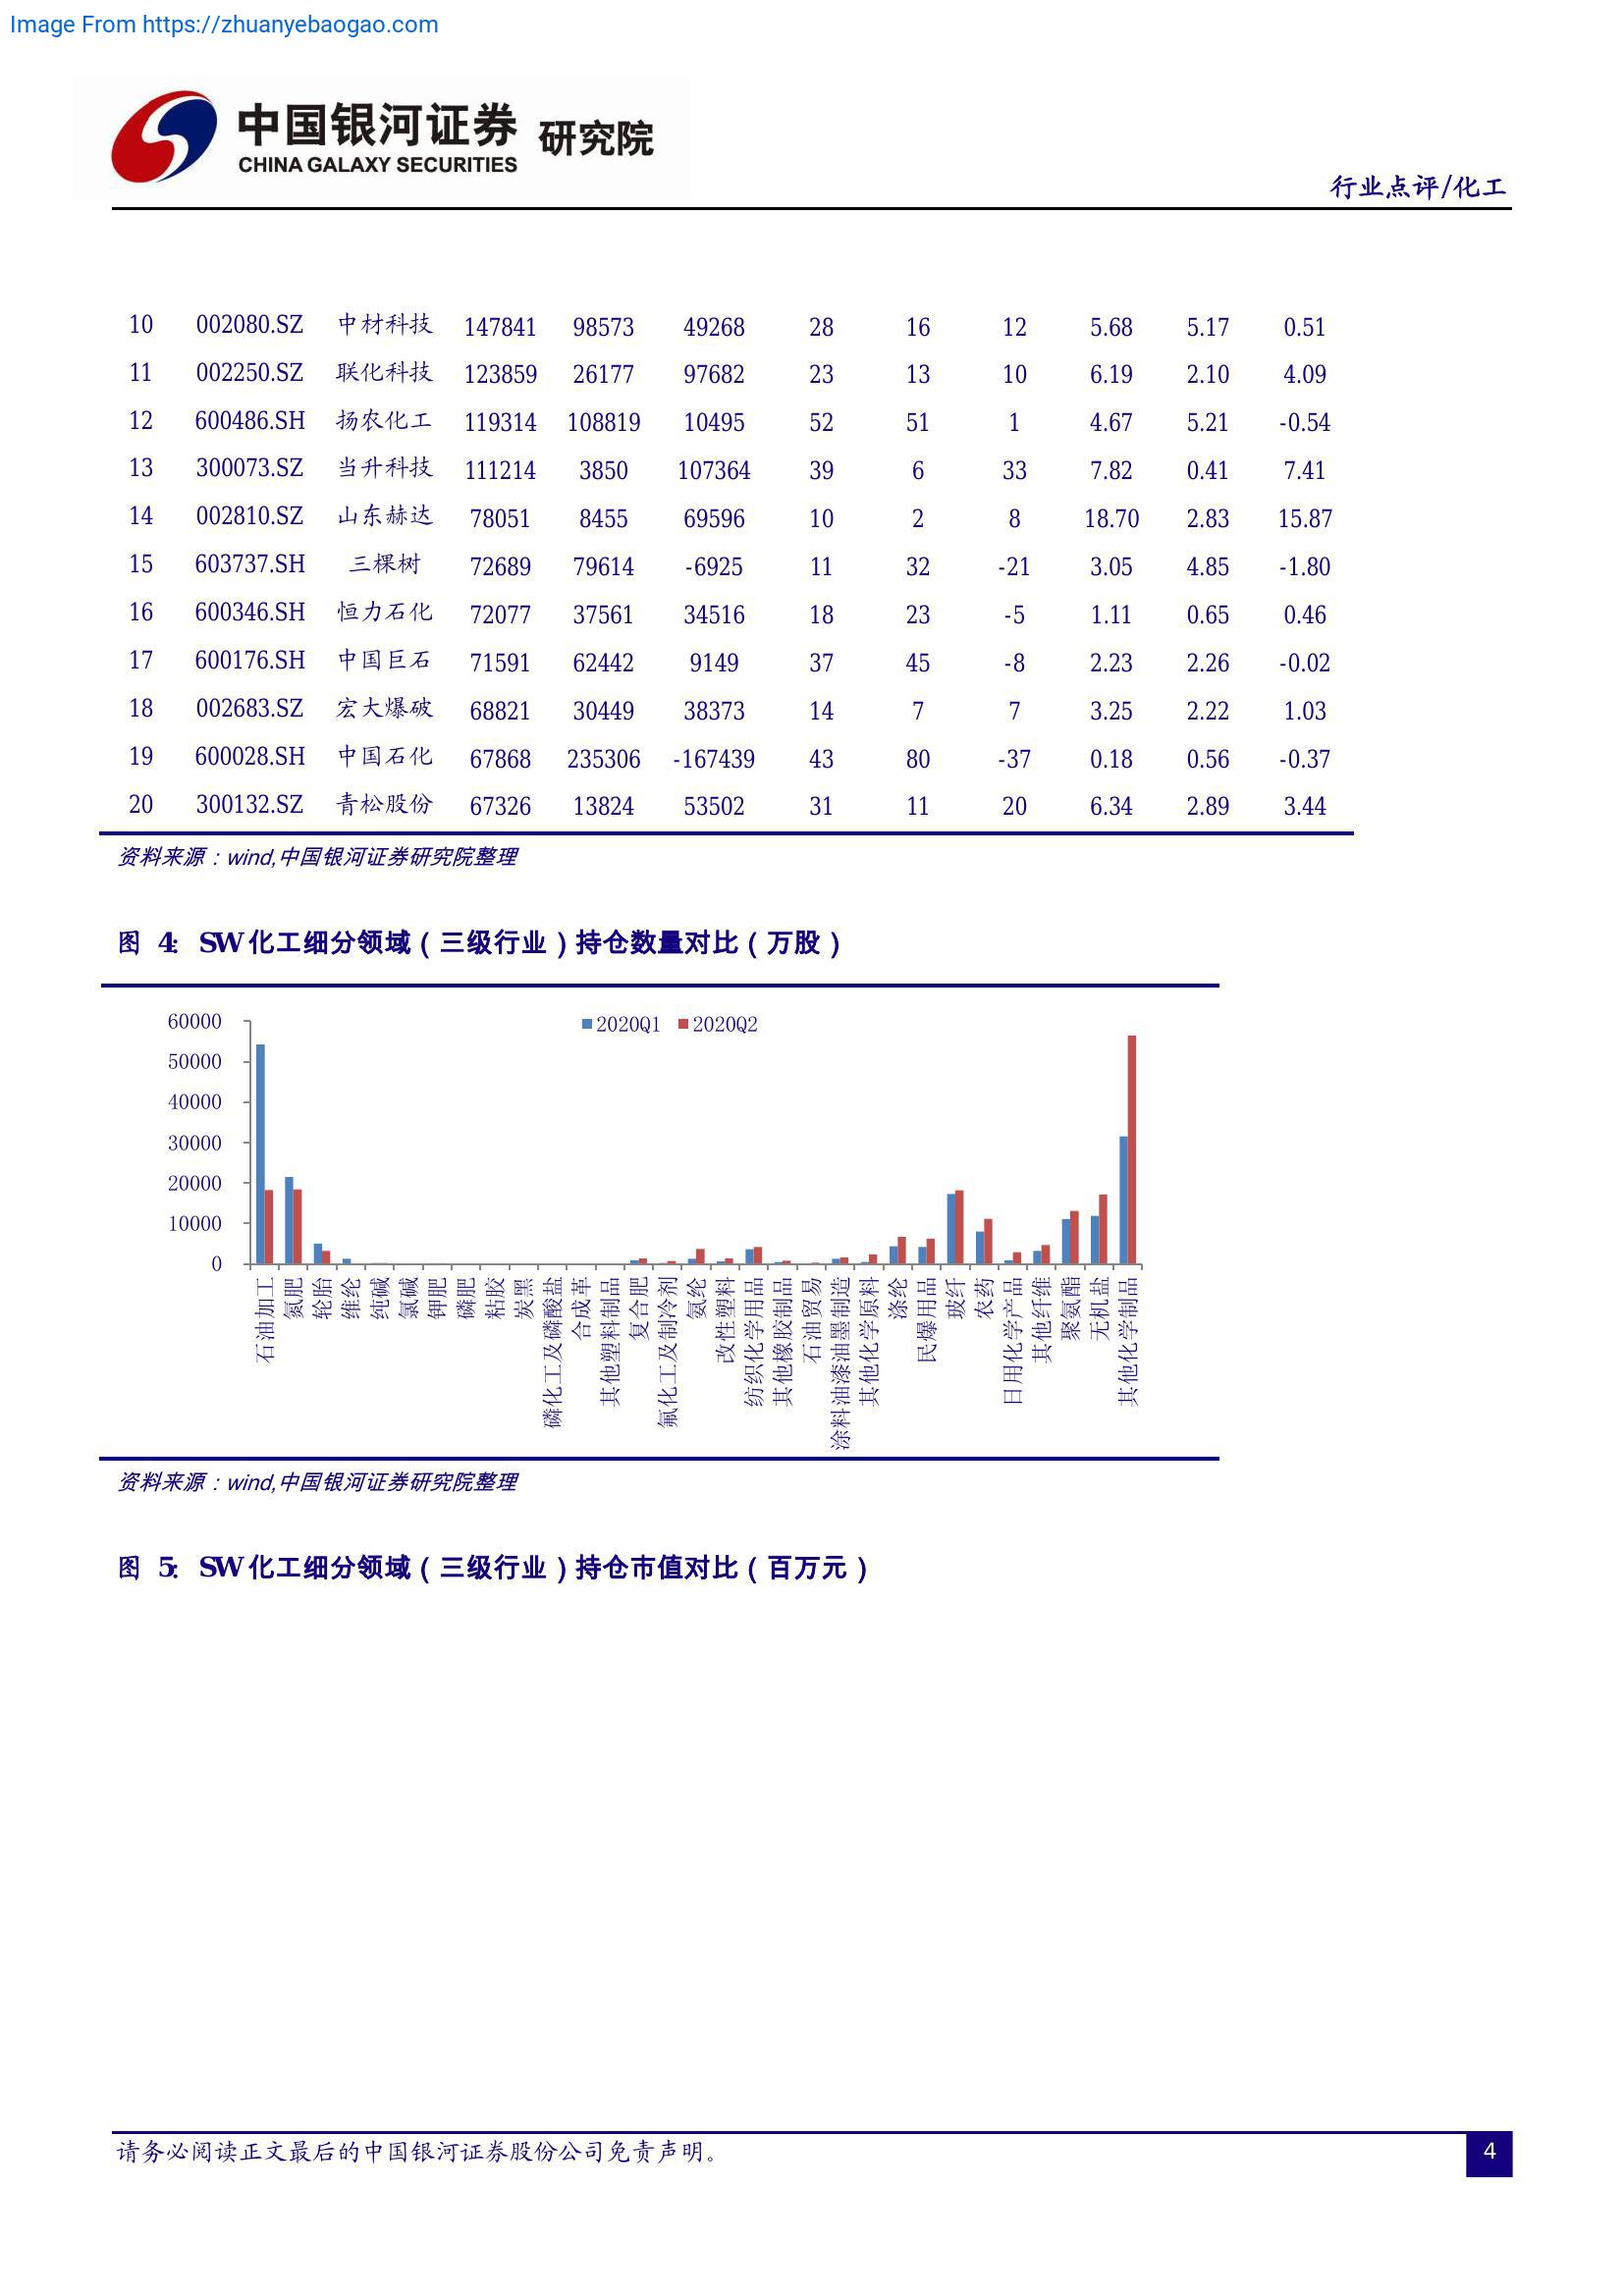 Image From https://zhuanyebaogao.com
中国银河证券 研究院
CHINA GALAXY SECURITIES
行业点评/化工
10 002080.SZ 中材科技 147841 98573 49268 28 16 12 5.68 5.17 0.51
11 002250.SZ 联化科技 123859 26177 97682 23 13 10 6.19 2.10 4.09
12 600486.SH 扬农化工 119314 108819 10495 52 51 1 4.67 5.21 -0.54
13 300073.SZ 当升科技 111214 3850 107364 39 6 33 7.82 0.41 7.41
14 002810.SZ 山东赫达 78051 8455 69596 10 2 8 18.70 2.83 15.87
15 603737.SH 三棵树 72689 79614 -6925 11 32 -21 3.05 4.85 -1.80
16 600346.SH 恒力石化 72077 37561 34516 18 23 -5 1.11 0.65 0.46
17 600176.SH 中国巨石 71591 62442 9149 37 45 -8 2.23 2.26 -0.02
18 002683.SZ 宏大爆破 68821 30449 38373 14 7 7 3.25 2.22 1.03
19 600028.SH 中国石化 67868 235306 -167439 43 80 -37 0.18 0.56 -0.37
20 300132.SZ 青松股份 67326 13824 53502 31 11 20 6.34 2.89 3.44
资料来源：wind,中国银河证券研究院整理
图 4: SW 化工细分领域（三级行业）持仓数量对比（万股）
2020Q1 2020Q2
60000
50000
40000
30000
20000
10000
0
石油加工
氮肥
轮胎
维纶
纯碱
氯碱
钾肥
磷肥
粘胶
炭黑
磷化工及磷酸盐
合成革
其他塑料制品
复合肥
氟化工及制冷剂
氨纶
改性塑料
纺织化学用品
其他橡胶制品
石油贸易
涂料油漆油墨制造
其他化学原料
涤纶
民爆用品
玻纤
农药
日用化学产品
其他纤维
聚氨酯
无机盐
其他化学制品
资料来源：wind,中国银河证券研究院整理
图 5: SW 化工细分领域（三级行业）持仓市值对比（百万元）
请务必阅读正文最后的中国银河证券股份公司免责声明。
4